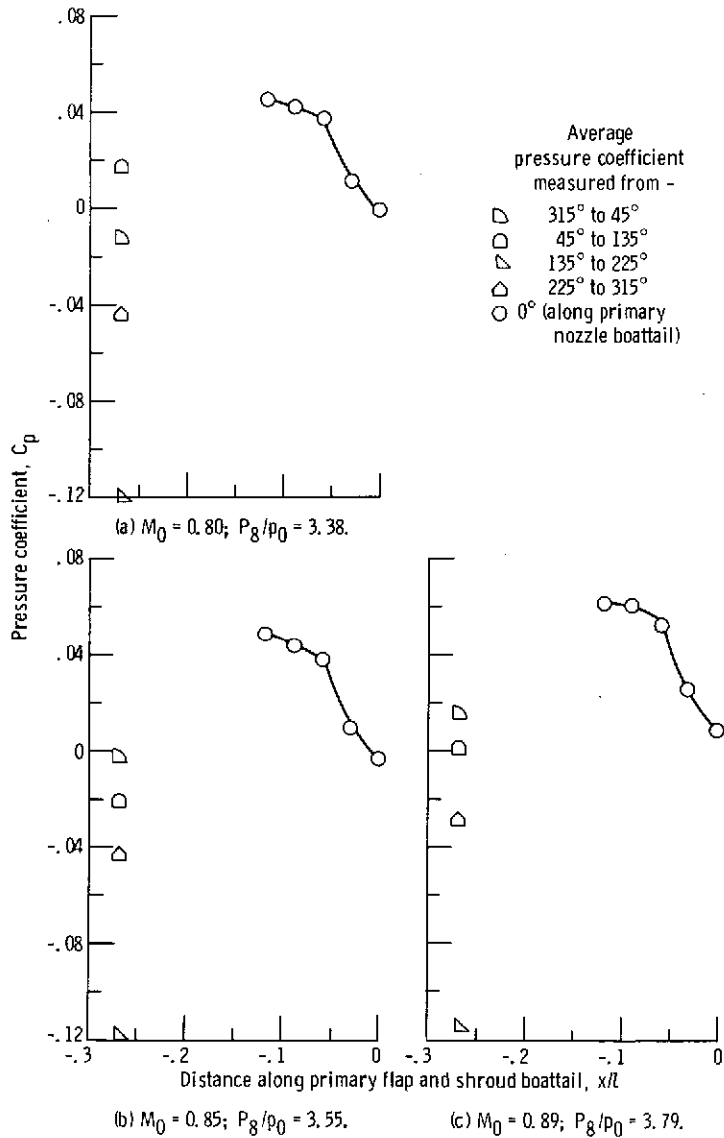 .08
.04
0
-.04
-.08
-.12
Average
pressure coefficient
measured from -
315° to 45°
45° to 135°
135° to 225°
225° to 315°
0° (along primary
nozzle boattail)
Pressure coefficient, Cp
(a) M0 = 0.80; P8/p0 = 3.38.
.08
.04
0
-.04
-.08
-.12
-.3
-.2
-.1
0
-.3
-.2
-.1
0
Distance along primary flap and shroud boattail, x/l
(b) M0 = 0.85; P8/p0 = 3.55.
(c) M0 = 0.89; P8/p0 = 3.79.